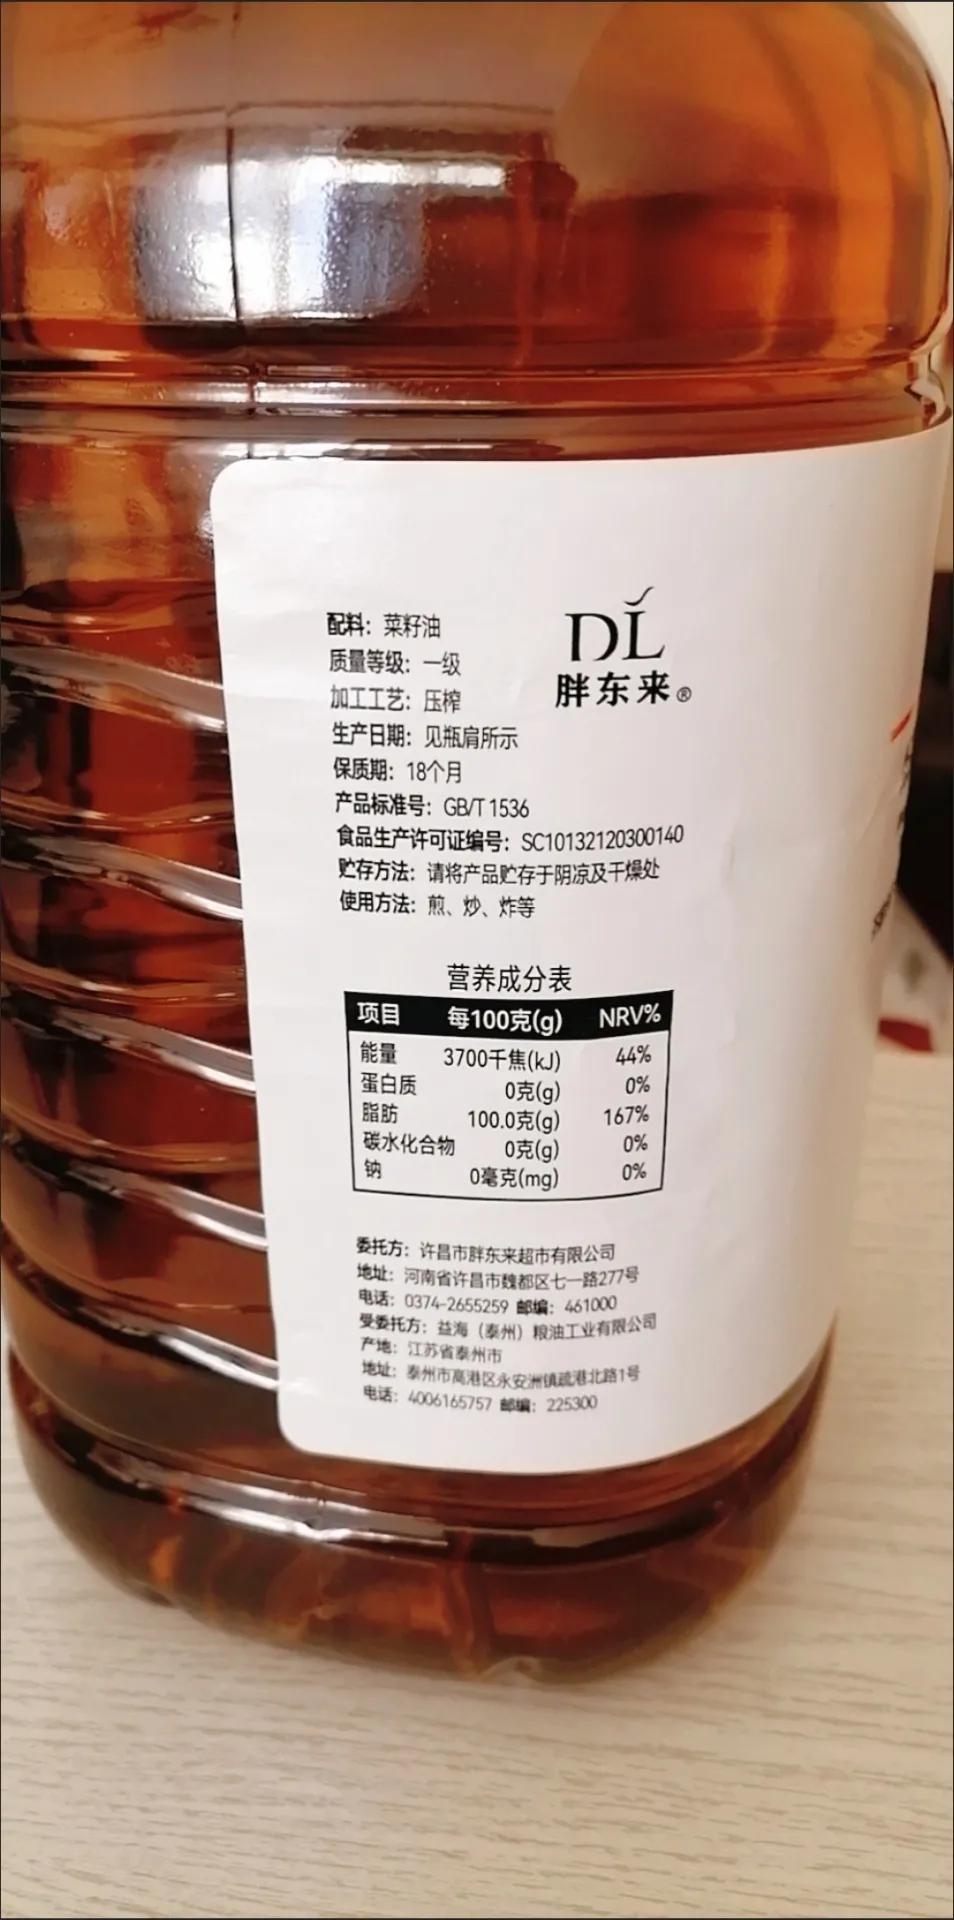 配料：菜籽油
质量等级：一级
加工工艺：压榨
生产日期：见瓶肩所示
保质期：18个月
产品标准号：GB/T 1536
食品生产许可证编号：SC10132120300140
贮存方法：请将产品贮存于阴凉及干燥处
使用方法：煎、炒、炸等
DL
胖东来®
营养成分表
项目 每100克(g) NRV%
能量 3700千焦(kJ) 44%
蛋白质 0克(g) 0%
脂肪 100.0克(g) 167%
碳水化合物 0克(g) 0%
钠 0毫克(mg) 0%
委托方：许昌市胖东来超市有限公司
地址：河南省许昌市魏都区七一路277号
电话：0374-2655259 邮编：461000
受委托方：益海（泰州）粮油工业有限公司
产地：江苏省泰州市
地址：泰州市高港区永安洲镇疏港北路1号
电话：4006165757 邮编：225300